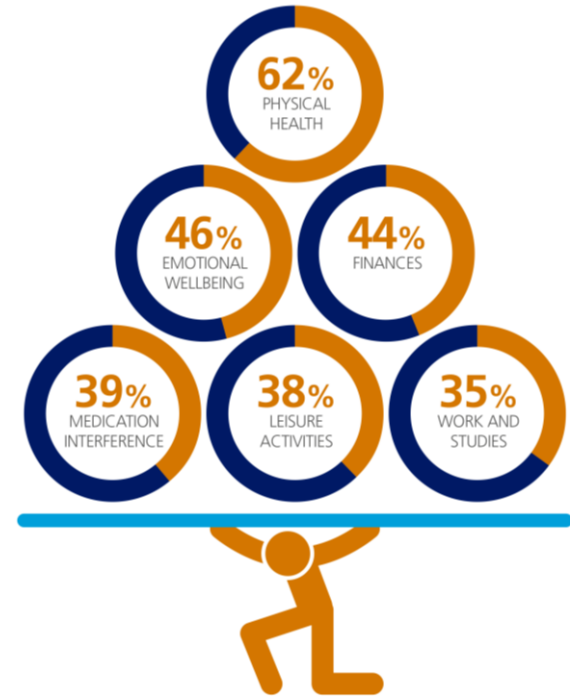 62%
PHYSICAL
HEALTH
46%
EMOTIONAL
WELLBEING
44%
FINANCES
39%
MEDICATION
INTERFERENCE
38%
LEISURE
ACTIVITIES
35%
WORK AND
STUDIES